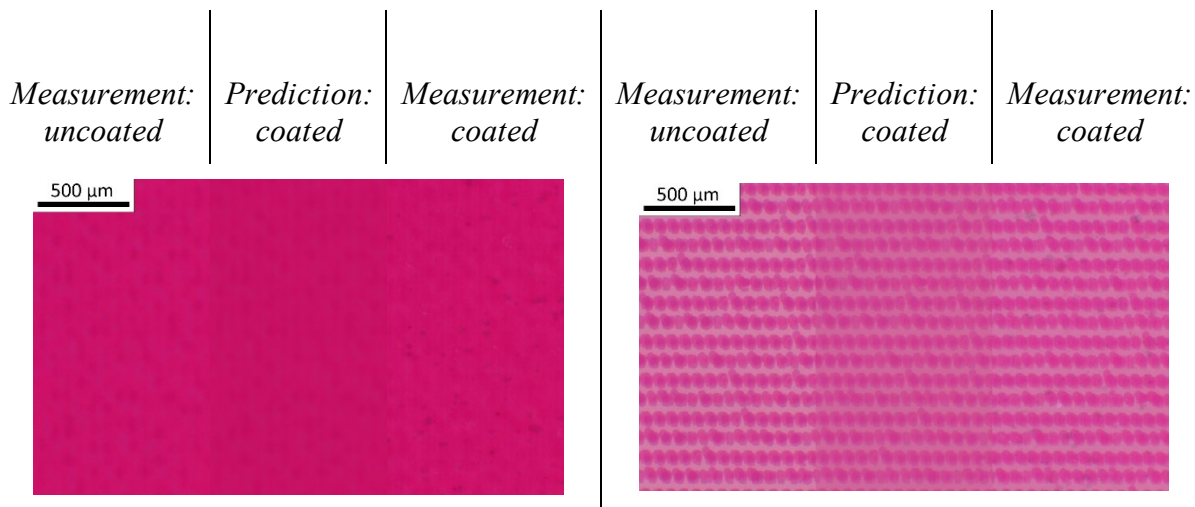 Measurement:
uncoated
Prediction:
coated
Measurement:
coated
Measurement:
uncoated
Prediction:
coated
Measurement:
coated
500 µm
500 µm